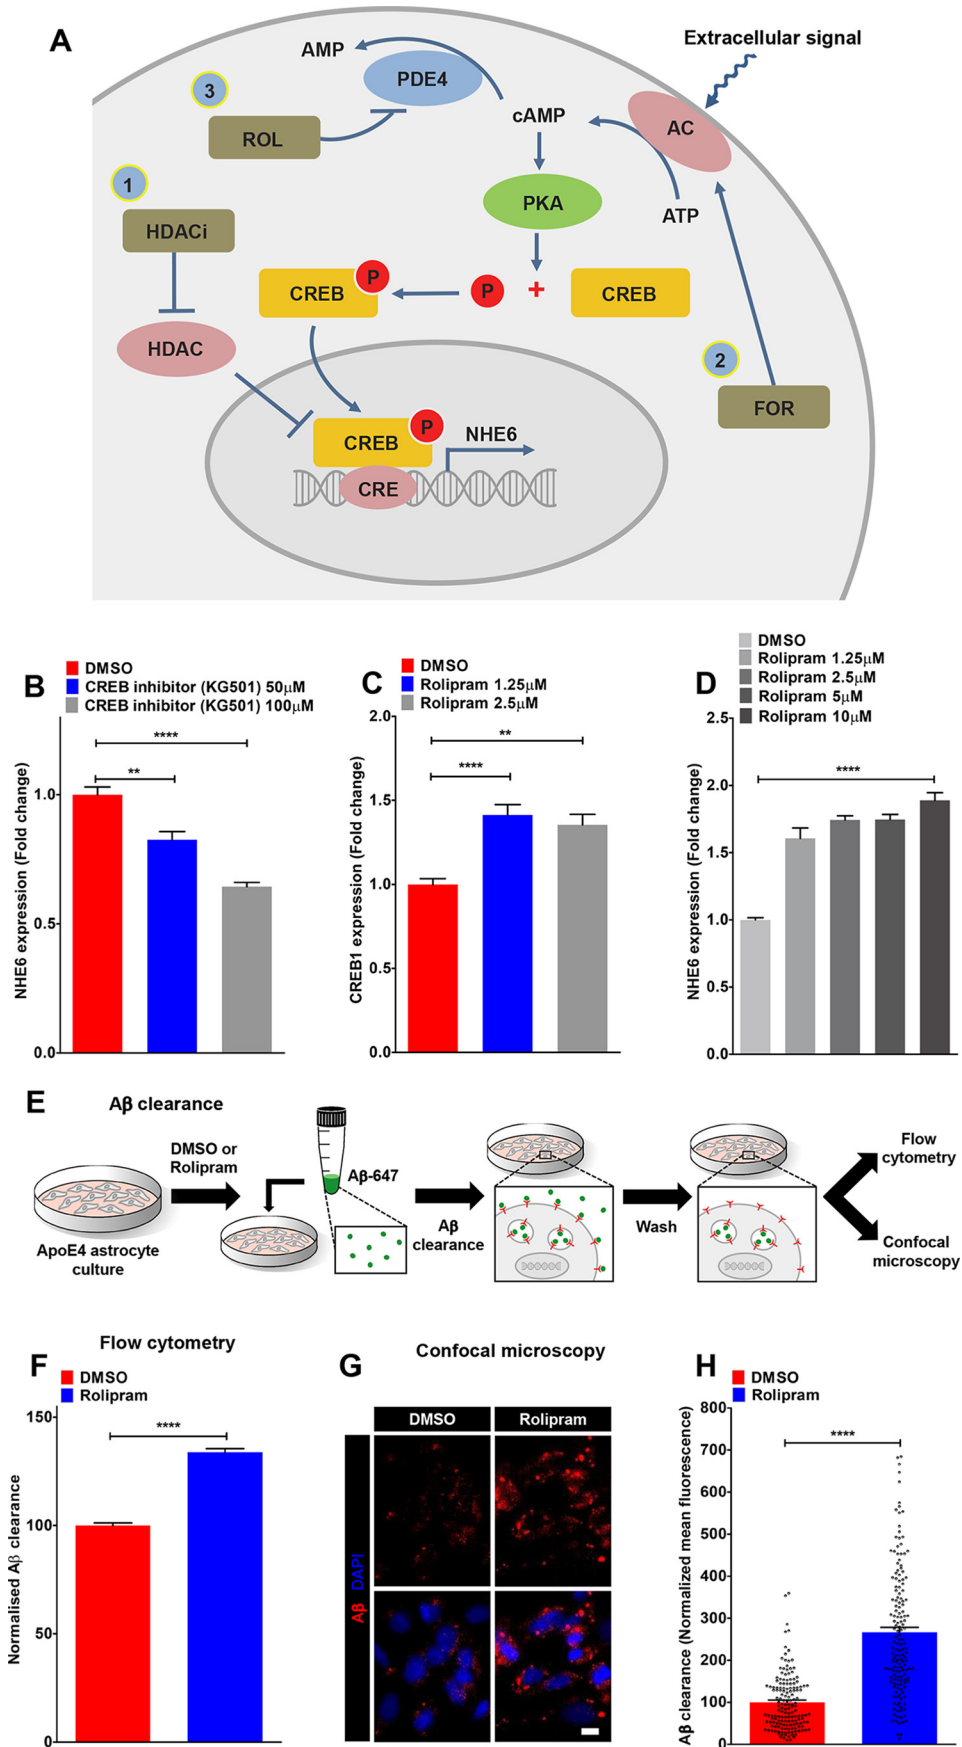 A
Extracellular signal
AMP
PDE4
3
ROL
cAMP
AC
1
HDACi
PKA
ATP
CREB
P
P
+
CREB
HDAC
2
FOR
CREB
P
NHE6
CRE
B
DMSO
CREB inhibitor (KG501) 50μM
CREB inhibitor (KG501) 100μM
NHE6 expression (Fold change)
****
**
1.0
0.5
0.0
C
DMSO
Rolipram 1.25μM
Rolipram 2.5μM
CREB1 expression (Fold change)
2.0
**
****
1.5
1.0
0.5
0.0
D
DMSO
Rolipram 1.25μM
Rolipram 2.5μM
Rolipram 5μM
Rolipram 10μM
NHE6 expression (Fold change)
2.5
****
2.0
1.5
1.0
0.5
0.0
E
Aβ clearance
DMSO or
Rolipram
ApoE4 astrocyte
culture
Aβ-647
Aβ
clearance
Wash
Flow
cytometry
Confocal
microscopy
Flow cytometry
F
DMSO
Rolipram
Normalised Aβ clearance
150
****
100
50
0
Confocal microscopy
G
DMSO
Rolipram
Aβ DAPI
H
DMSO
Rolipram
Aβ clearance (Normalized mean fluorescence)
800
****
700
600
500
400
300
200
100
0